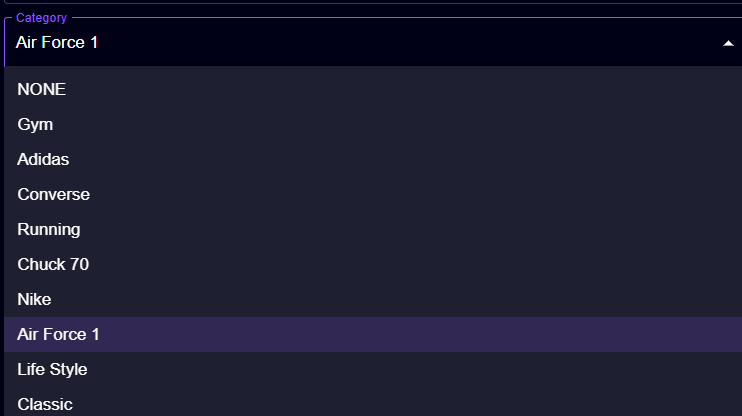 Category
Air Force 1
NONE
Gym
Adidas
Converse
Running
Chuck 70
Nike
Air Force 1
Life Style
Classic